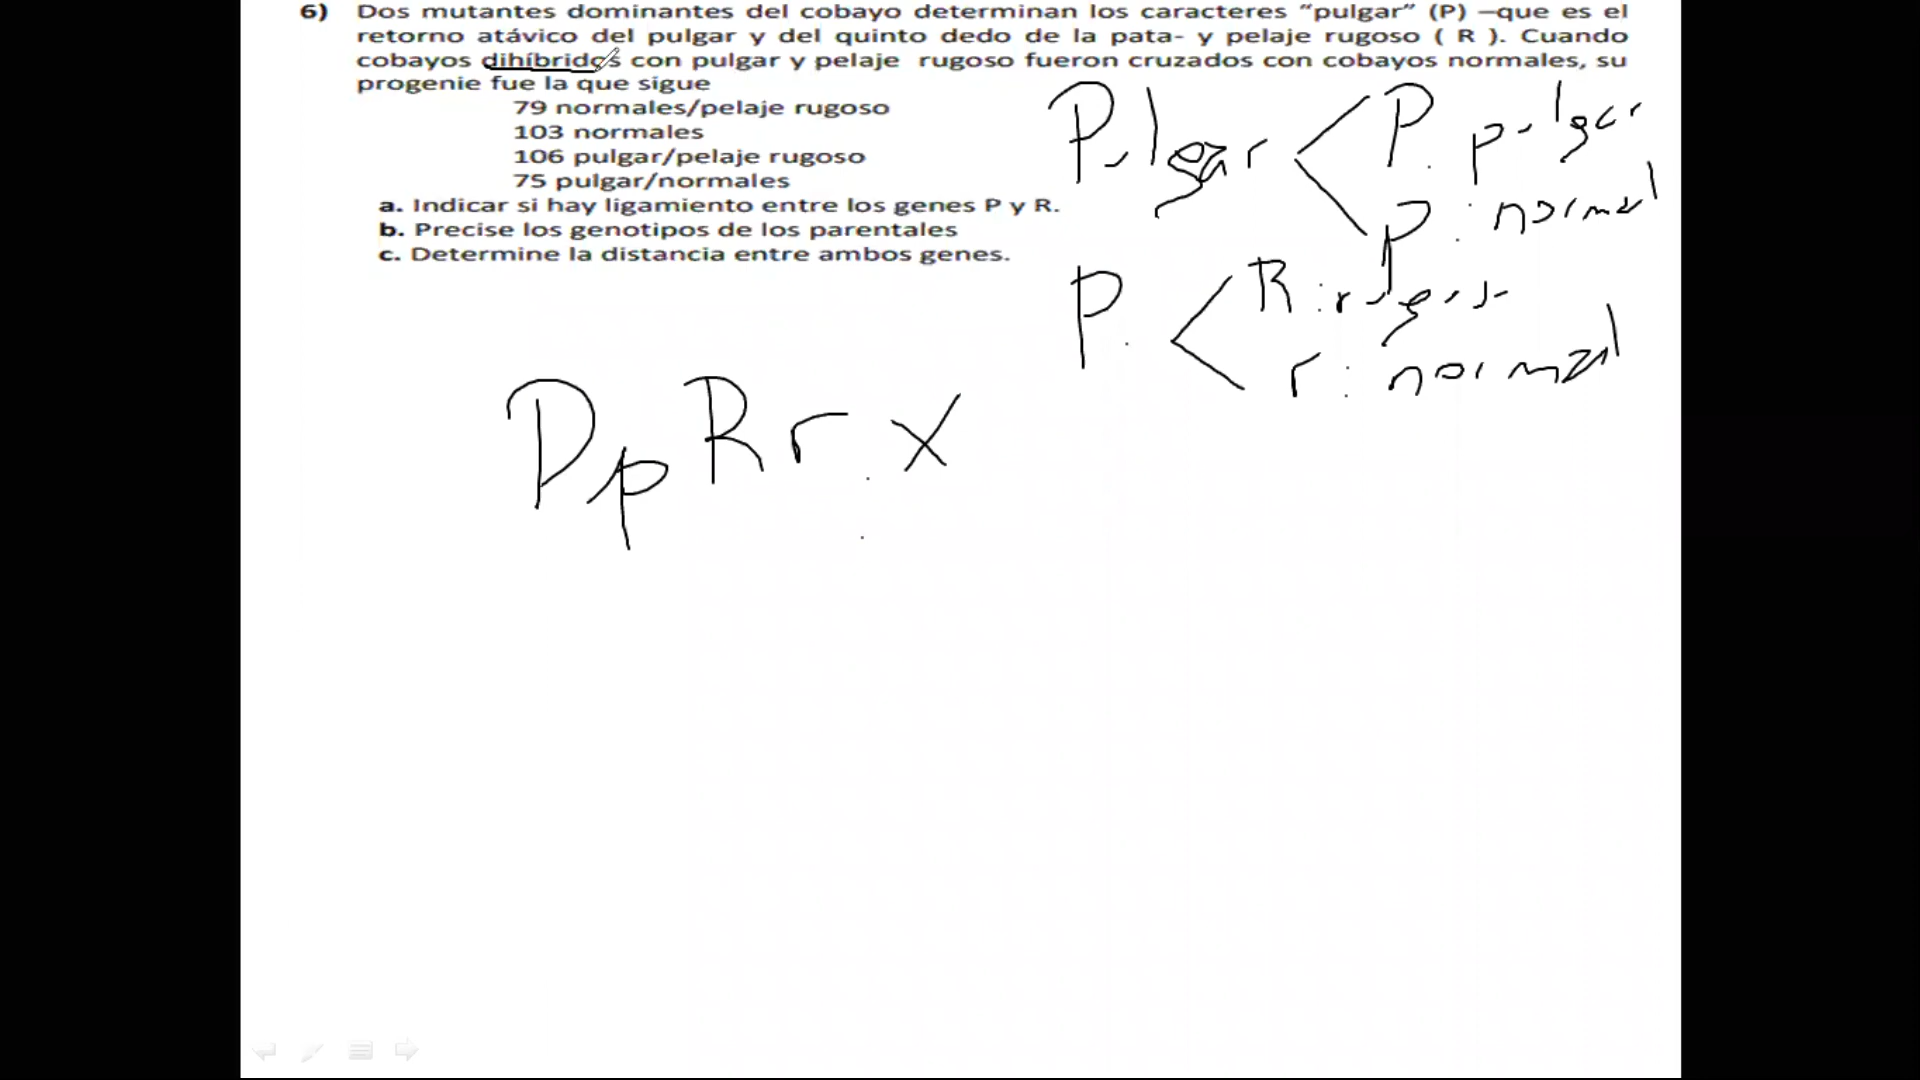 6) Dos mutantes dominantes del cobayo determinan los caracteres “pulgar” (P) –que es el
retorno atávico del pulgar y del quinto dedo de la pata- y pelaje rugoso ( R ). Cuando
cobayos dihíbridos con pulgar y pelaje rugoso fueron cruzados con cobayos normales, su
progenie fue la que sigue
79 normales/pelaje rugoso
103 normales
106 pulgar/pelaje rugoso
75 pulgar/normales
a. Indicar si hay ligamiento entre los genes P y R.
b. Precise los genotipos de los parentales
c. Determine la distancia entre ambos genes.
Pulgar < P: pulgar
p: normal
P. < R: rugoso
r: normal
PpRr x